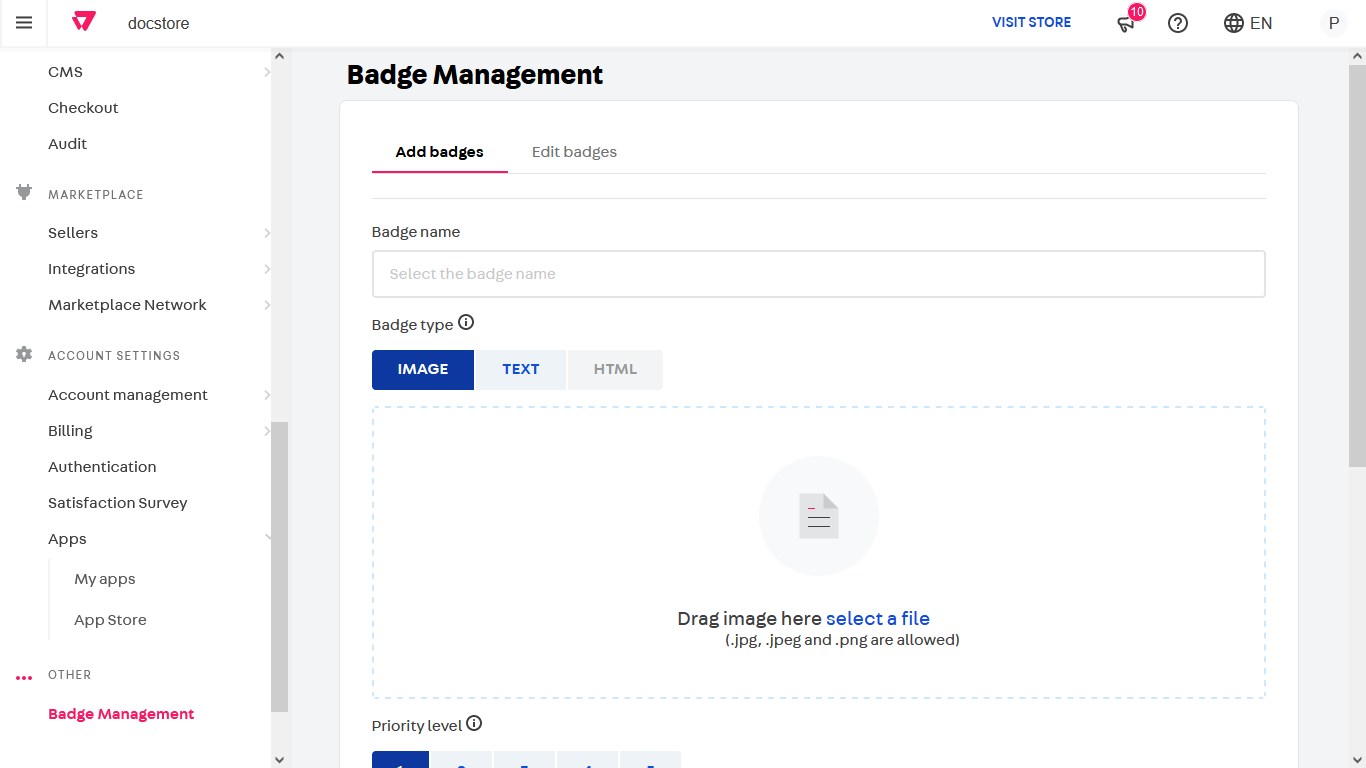 docstore
VISIT STORE
10
EN
P
CMS
Checkout
Audit
MARKETPLACE
Sellers
Integrations
Marketplace Network
ACCOUNT SETTINGS
Account management
Billing
Authentication
Satisfaction Survey
Apps
My apps
App Store
OTHER
Badge Management
Badge Management
Add badges
Edit badges
Badge name
Select the badge name
Badge type
IMAGE
TEXT
HTML
Drag image here select a file
(.jpg, .jpeg and .png are allowed)
Priority level